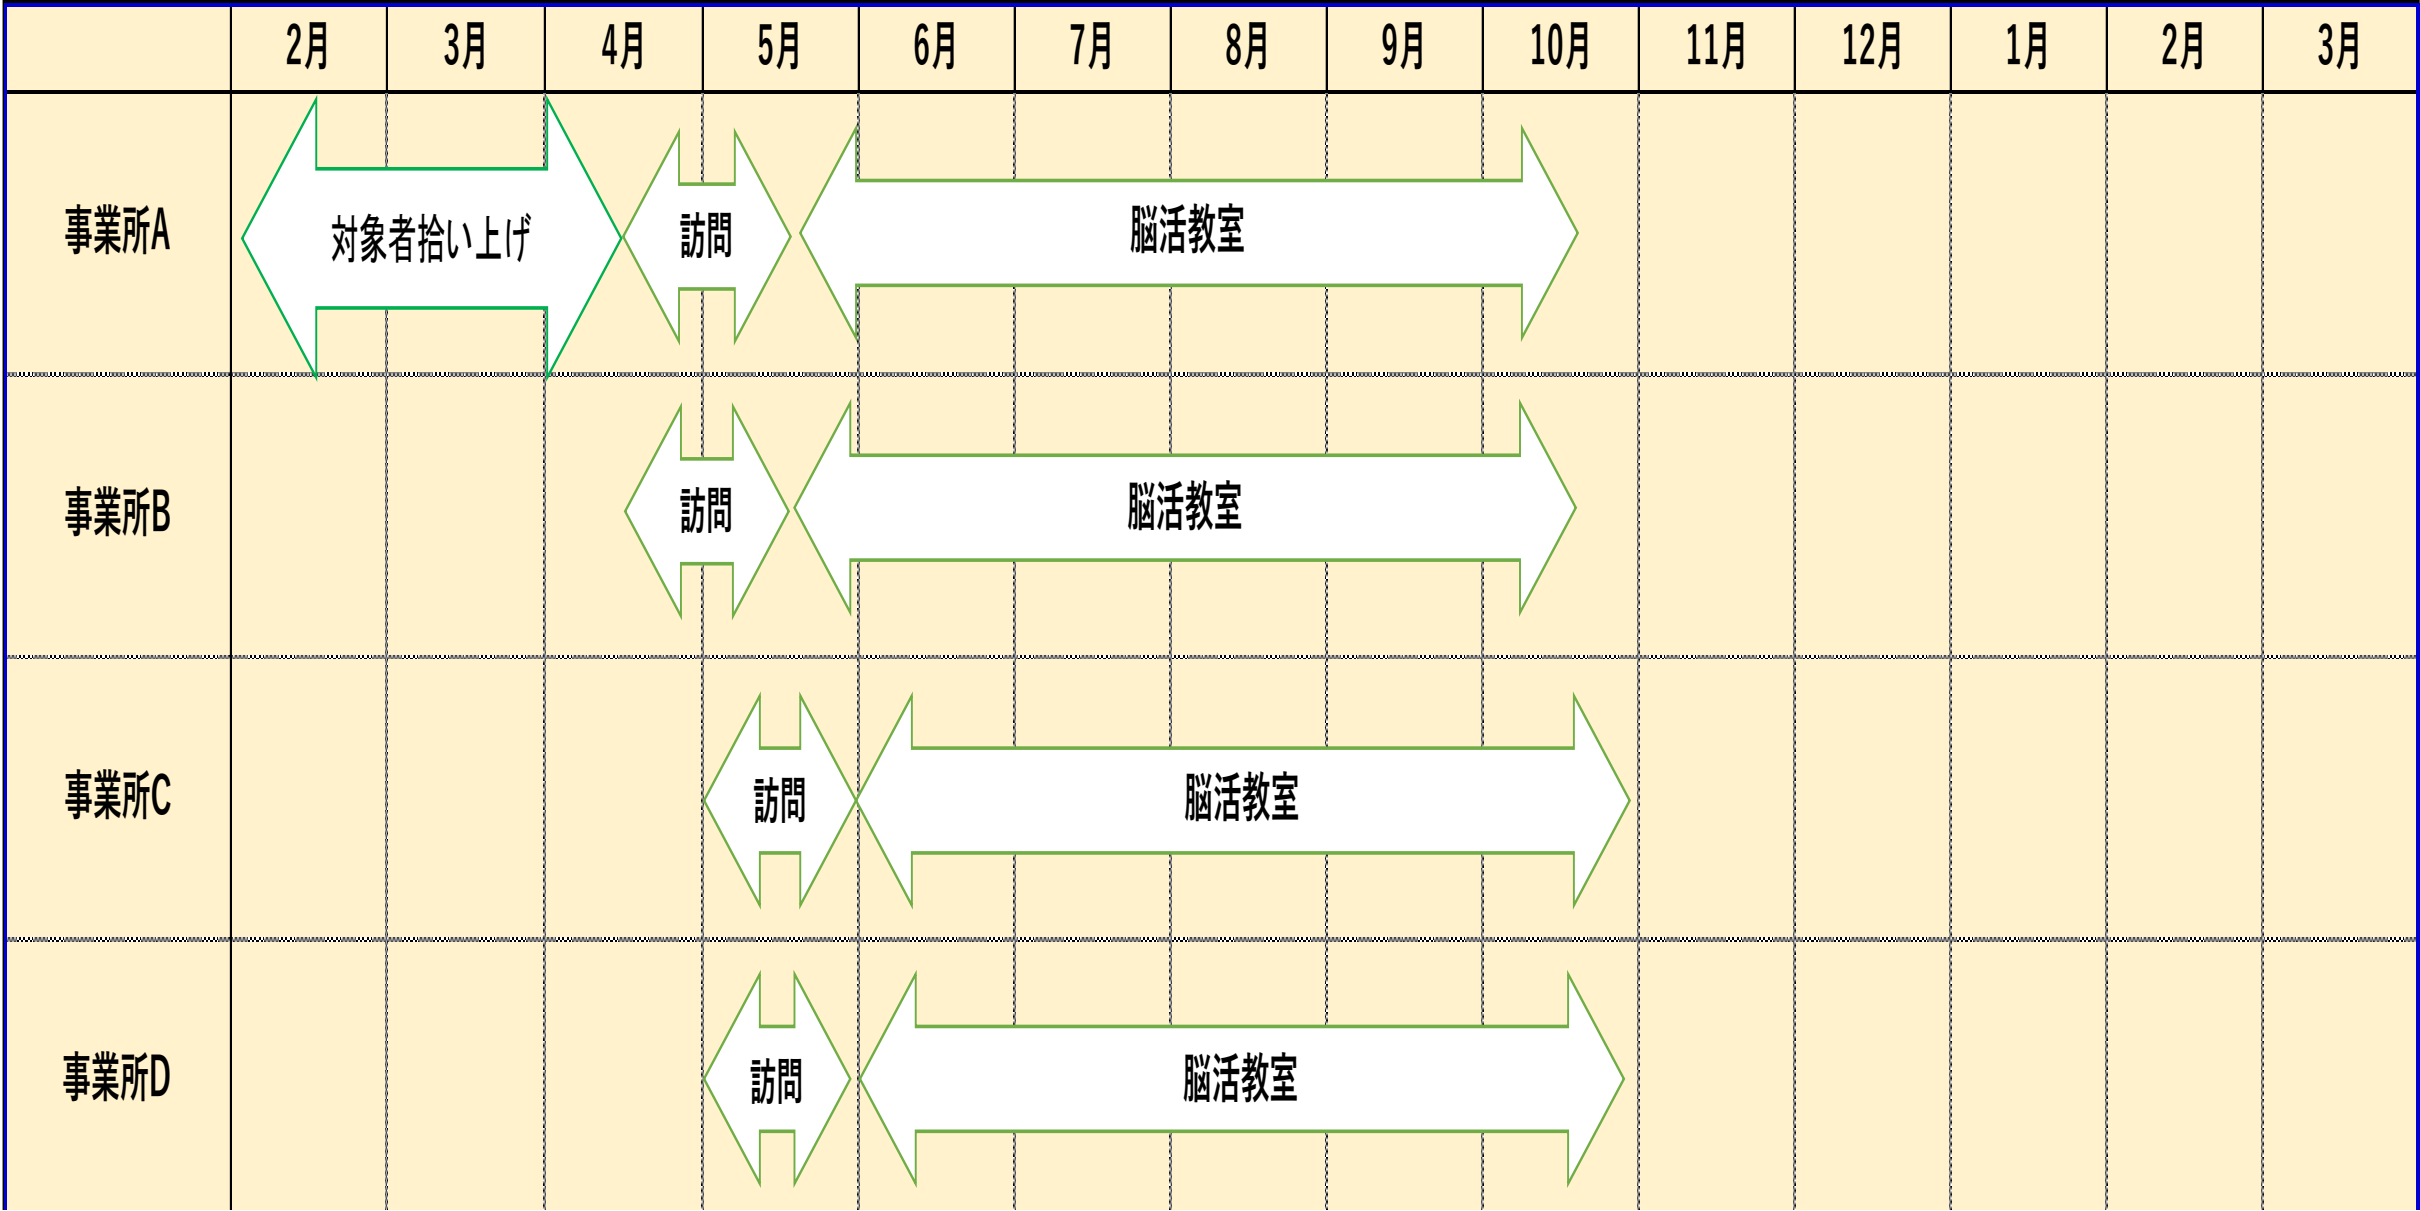 2月 3月 4月 5月 6月 7月 8月 9月 10月 11月 12月 1月 2月 3月
事業所A 対象者拾い上げ 訪問 脳活教室
事業所B 訪問 脳活教室
事業所C 訪問 脳活教室
事業所D 訪問 脳活教室